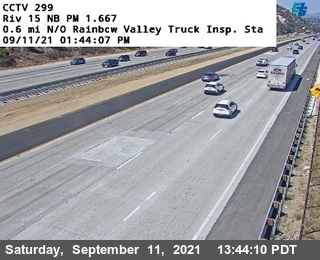 CCTV 299
Riv 15 NB PM 1.667
0.6 mi N/O Rainbow Valley Truck Insp. Sta
09/11/21 01:44:07 PM
Saturday, September 11, 2021 13:44:10 PDT